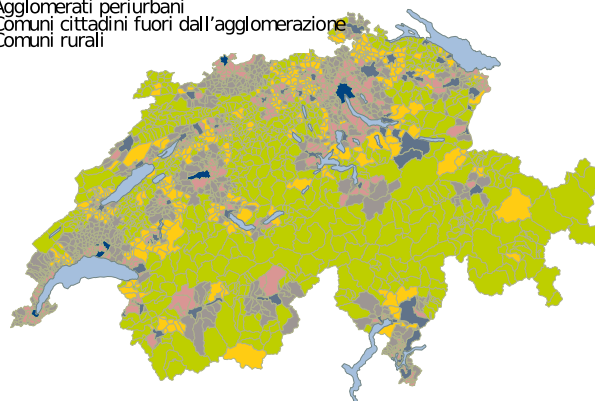 Agglomerati periurbani
Comuni cittadini fuori dall'agglomerazione
Comuni rurali